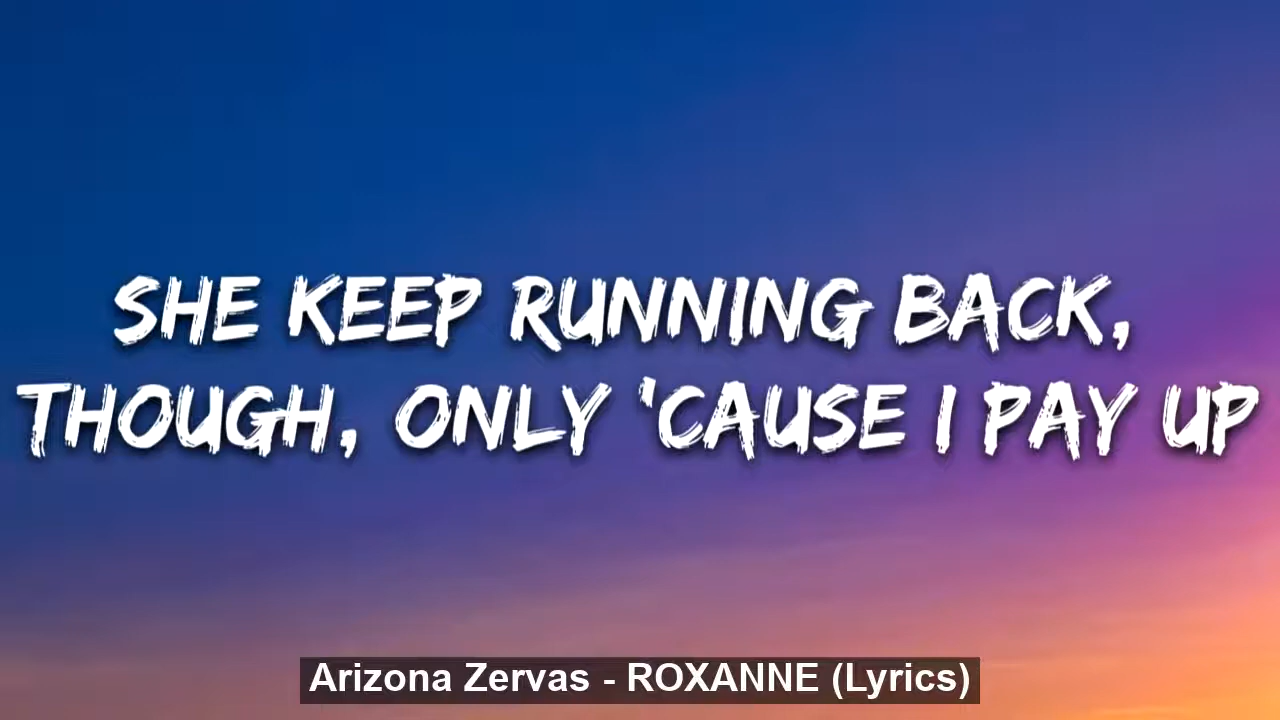 SHE KEEP RUNNING BACK,
THOUGH, ONLY 'CAUSE I PAY UP
Arizona Zervas - ROXANNE (Lyrics)